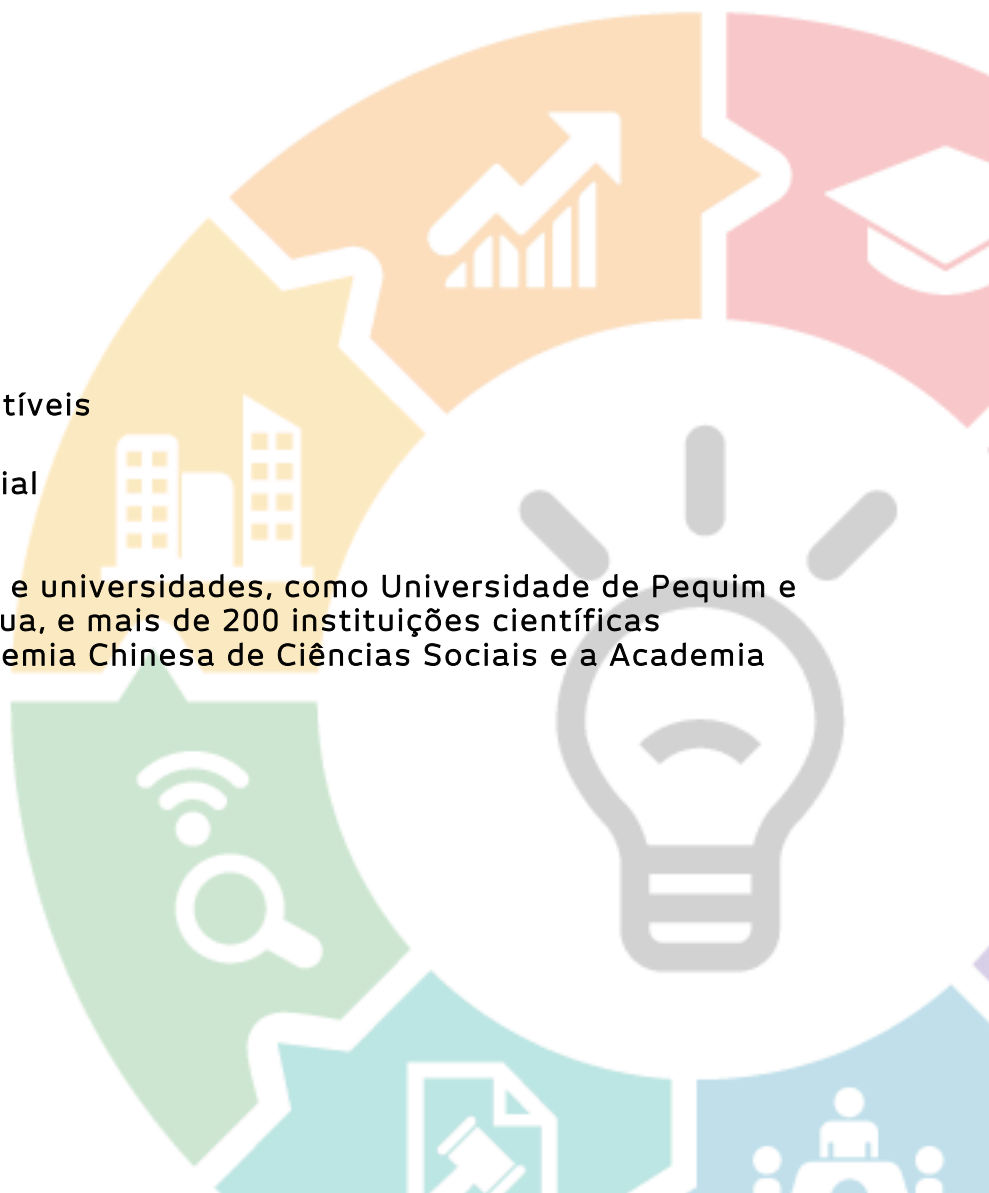 tíveis
ial
e universidades, como Universidade de Pequim e
ua, e mais de 200 instituições científicas
emia Chinesa de Ciências Sociais e a Academia